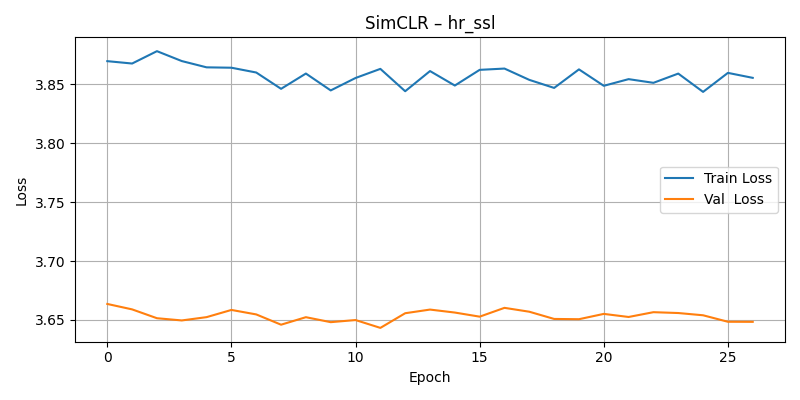 SimCLR – hr_ssl
Loss
3.85
3.80
3.75
3.70
3.65
Train Loss
Val  Loss
0 5 10 15 20 25
Epoch